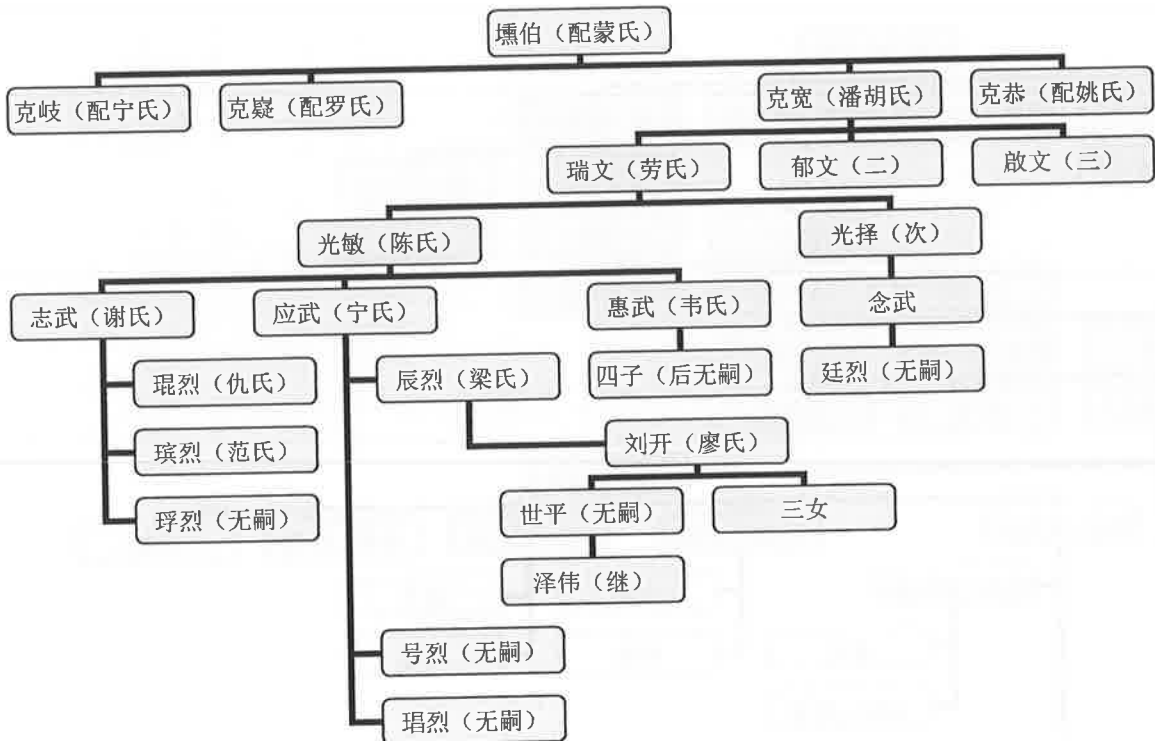 壎伯（配蒙氏）
克岐（配宁氏）
克嶷（配罗氏）
克宽（潘胡氏）
克恭（配姚氏）
瑞文（劳氏）
郁文（二）
啟文（三）
光敏（陈氏）
光择（次）
志武（谢氏）
应武（宁氏）
惠武（韦氏）
念武
琨烈（仇氏）
辰烈（梁氏）
四子（后无嗣）
廷烈（无嗣）
瑸烈（范氏）
刘开（廖氏）
琈烈（无嗣）
世平（无嗣）
三女
泽伟（继）
号烈（无嗣）
琩烈（无嗣）